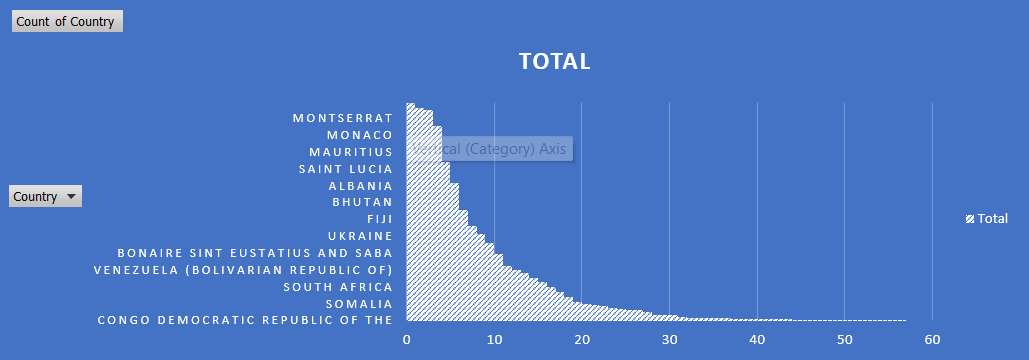 Count of Country
TOTAL
MONTSERRAT
MONACO
Vertical (Category) Axis
MAURITIUS
SAINT LUCIA
ALBANIA
Country
BHUTAN
FIJI
Total
UKRAINE
BONAIRE SINT EUSTATIUS AND SABA
VENEZUELA (BOLIVARIAN REPUBLIC OF)
SOUTH AFRICA
SOMALIA
CONGO DEMOCRATIC REPUBLIC OF THE
0 10 20 30 40 50 60